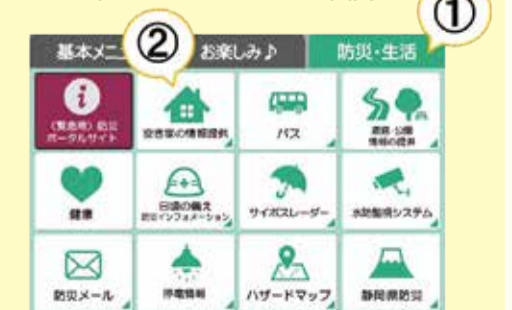 ①
②
基本メニ
お楽しみ♪
防災・生活
(緊急用) 防災
ポータルサイト
空き家の情報提供
バス
道路・公園
情報の提供
健康
日頃の備え
防災インフォメーション
サイポスレーダー
水防監視システム
防災メール
停電情報
ハザードマップ
静岡県防災